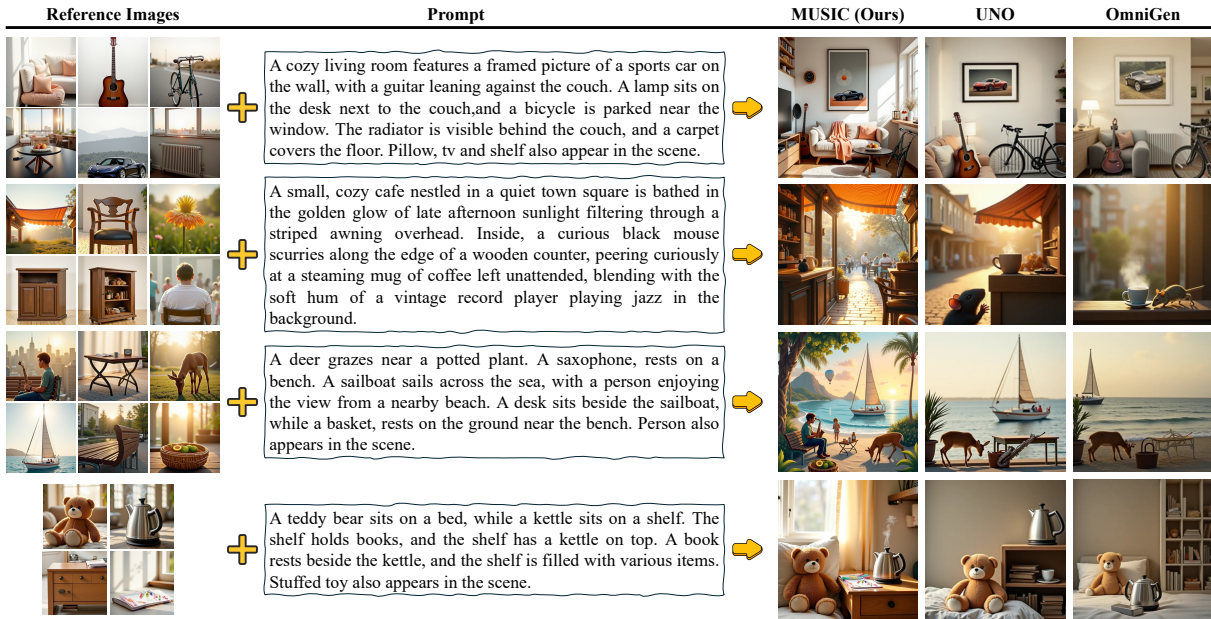 Reference Images
Prompt
MUSIC (Ours)
UNO
OmniGen
A cozy living room features a framed picture of a sports car on
the wall, with a guitar leaning against the couch. A lamp sits on
the desk next to the couch,and a bicycle is parked near the
window. The radiator is visible behind the couch, and a carpet
covers the floor. Pillow, tv and shelf also appear in the scene.
A small, cozy cafe nestled in a quiet town square is bathed in
the golden glow of late afternoon sunlight filtering through a
striped awning overhead. Inside, a curious black mouse
scurries along the edge of a wooden counter, peering curiously
at a steaming mug of coffee left unattended, blending with the
soft hum of a vintage record player playing jazz in the
background.
A deer grazes near a potted plant. A saxophone, rests on a
bench. A sailboat sails across the sea, with a person enjoying
the view from a nearby beach. A desk sits beside the sailboat,
while a basket, rests on the ground near the bench. Person also
appears in the scene.
A teddy bear sits on a bed, while a kettle sits on a shelf. The
shelf holds books, and the shelf has a kettle on top. A book
rests beside the kettle, and the shelf is filled with various items.
Stuffed toy also appears in the scene.